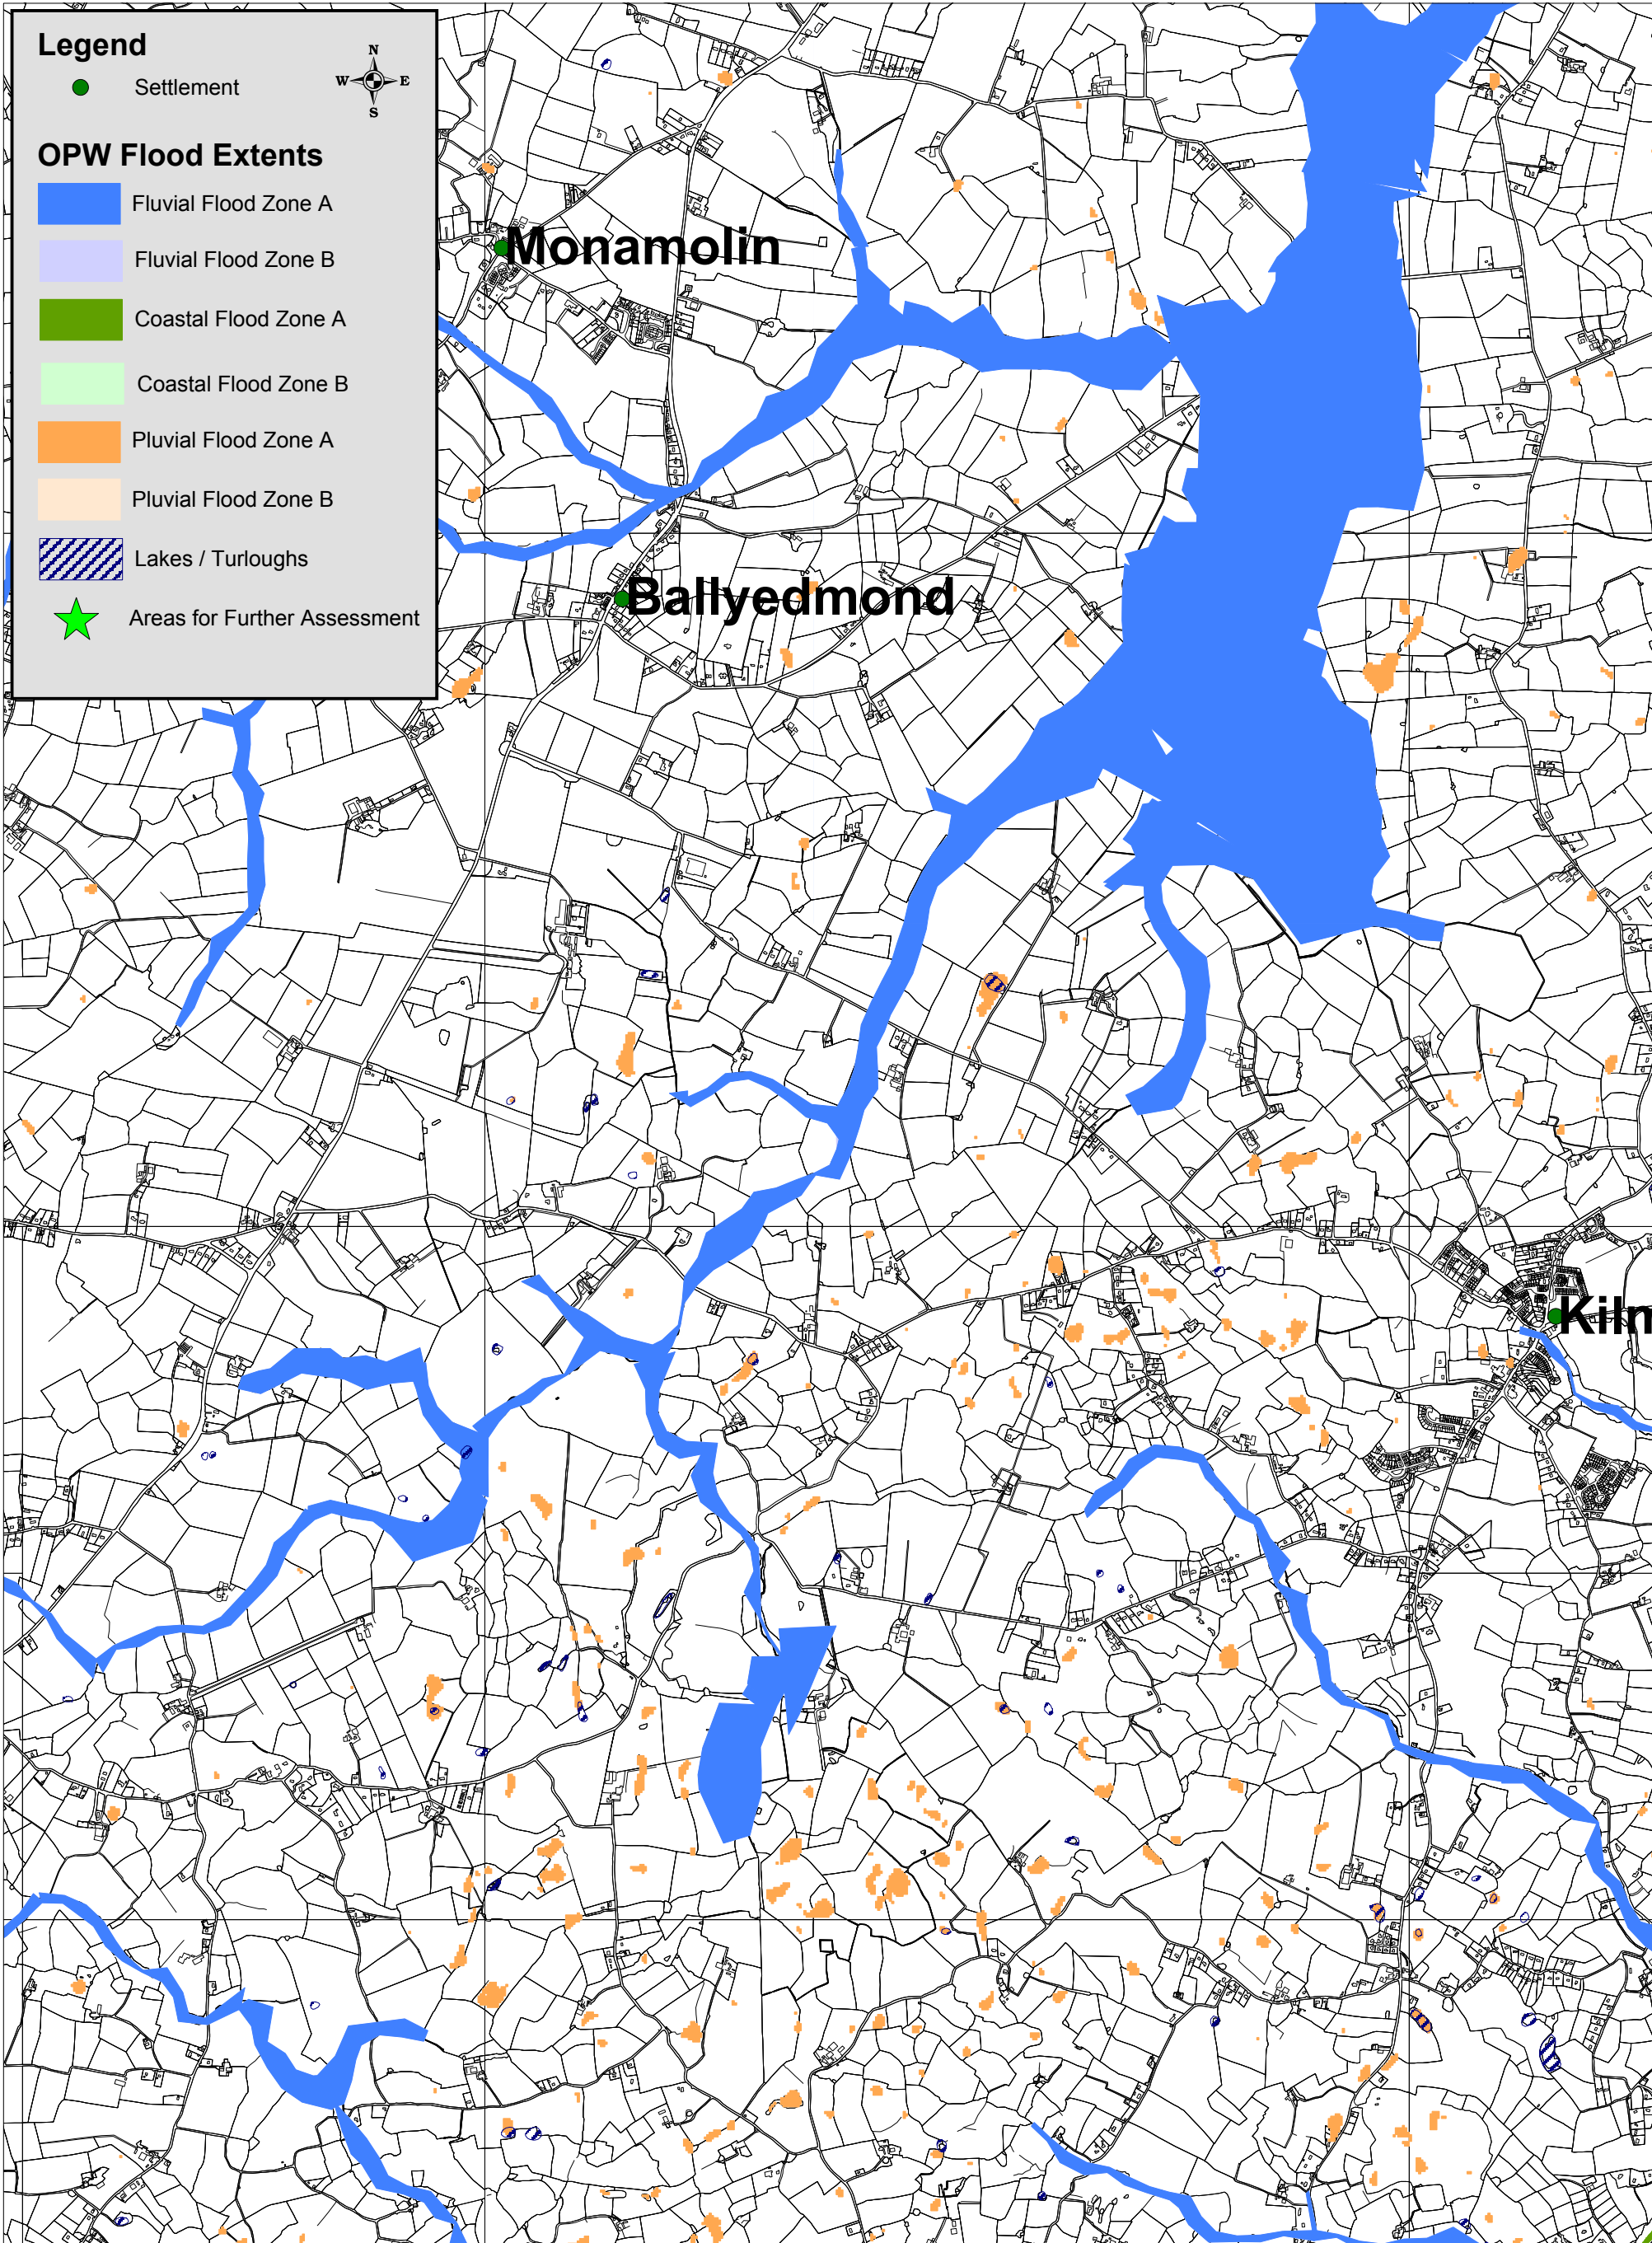 Legend
N
W E
S
Settlement
OPW Flood Extents
Fluvial Flood Zone A
Fluvial Flood Zone B
Coastal Flood Zone A
Coastal Flood Zone B
Pluvial Flood Zone A
Pluvial Flood Zone B
Lakes / Turloughs
Areas for Further Assessment
Monamolin
Ballyedmond
Kilm